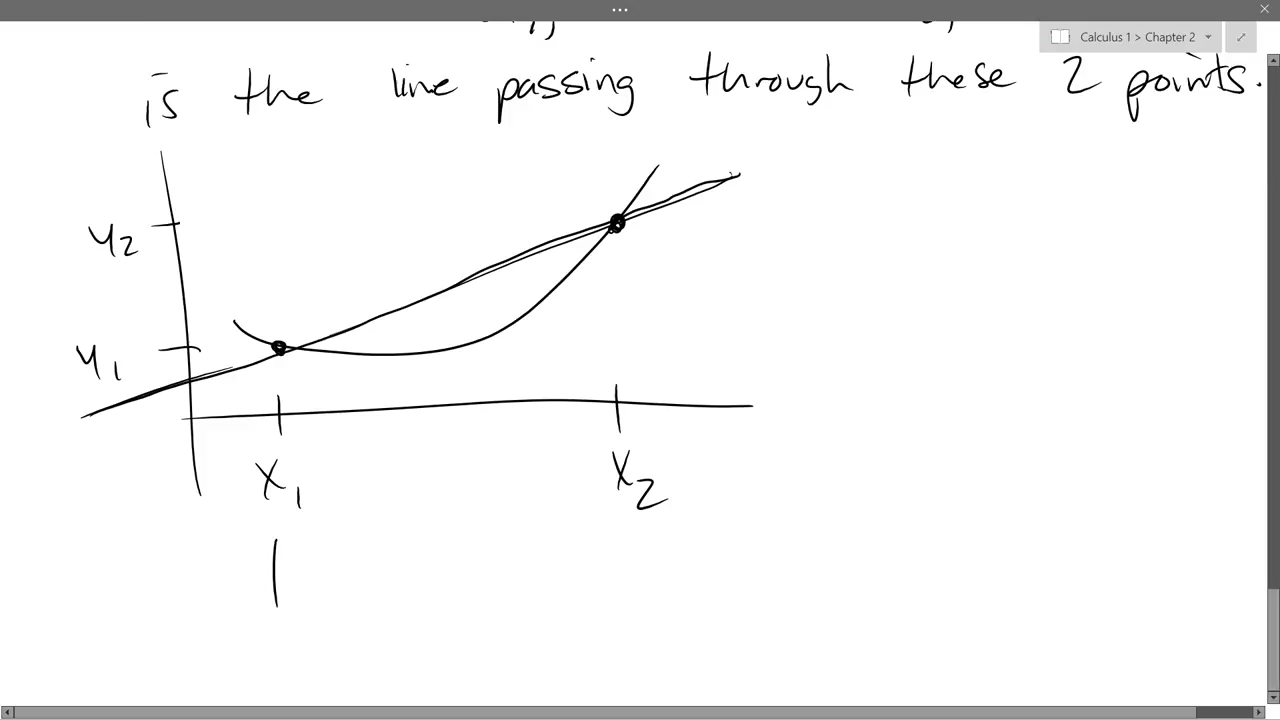 Calculus 1 > Chapter 2
is the line passing through these 2 points.
y2
y1
x1
x2